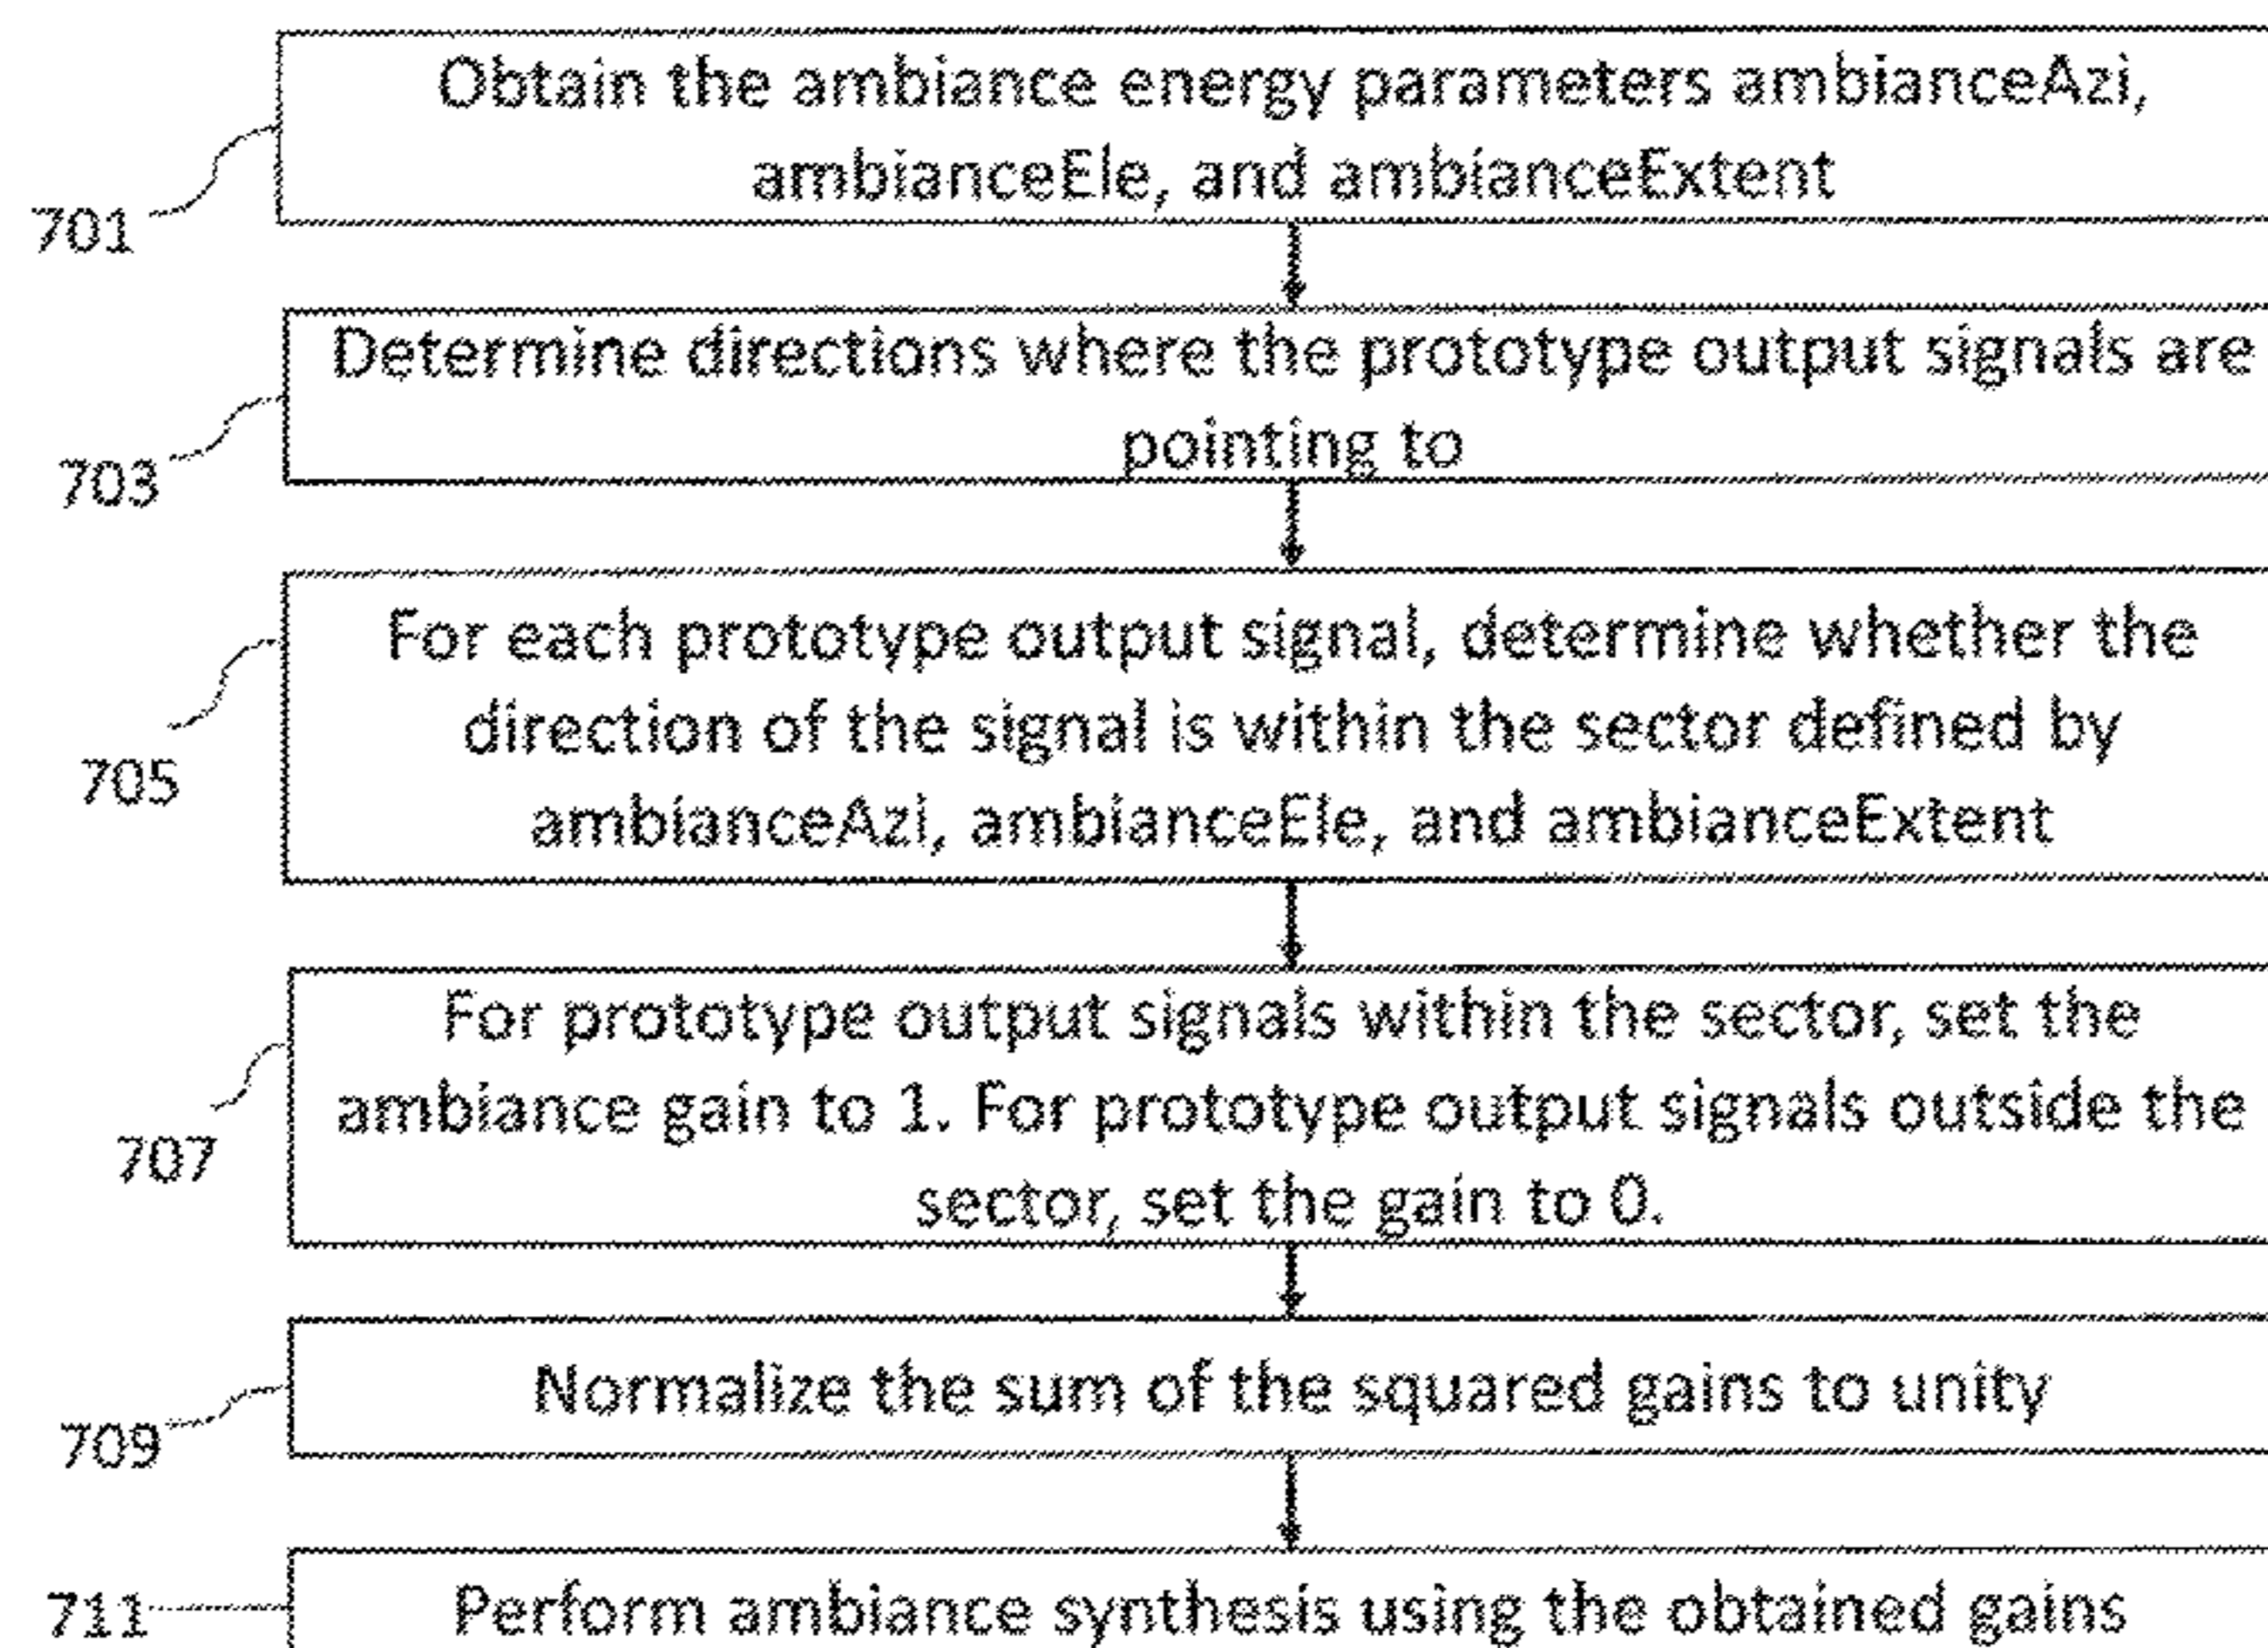 Obtain the ambiance energy parameters ambianceAzi,
ambianceEle, and ambianceExtent
701
Determine directions where the prototype output signals are
pointing to
703
For each prototype output signal, determine whether the
direction of the signal is within the sector defined by
ambianceAzi, ambianceEle, and ambianceExtent
705
For prototype output signals within the sector, set the
ambiance gain to 1. For prototype output signals outside the
sector, set the gain to 0.
707
Normalize the sum of the squared gains to unity
709
Perform ambiance synthesis using the obtained gains
711